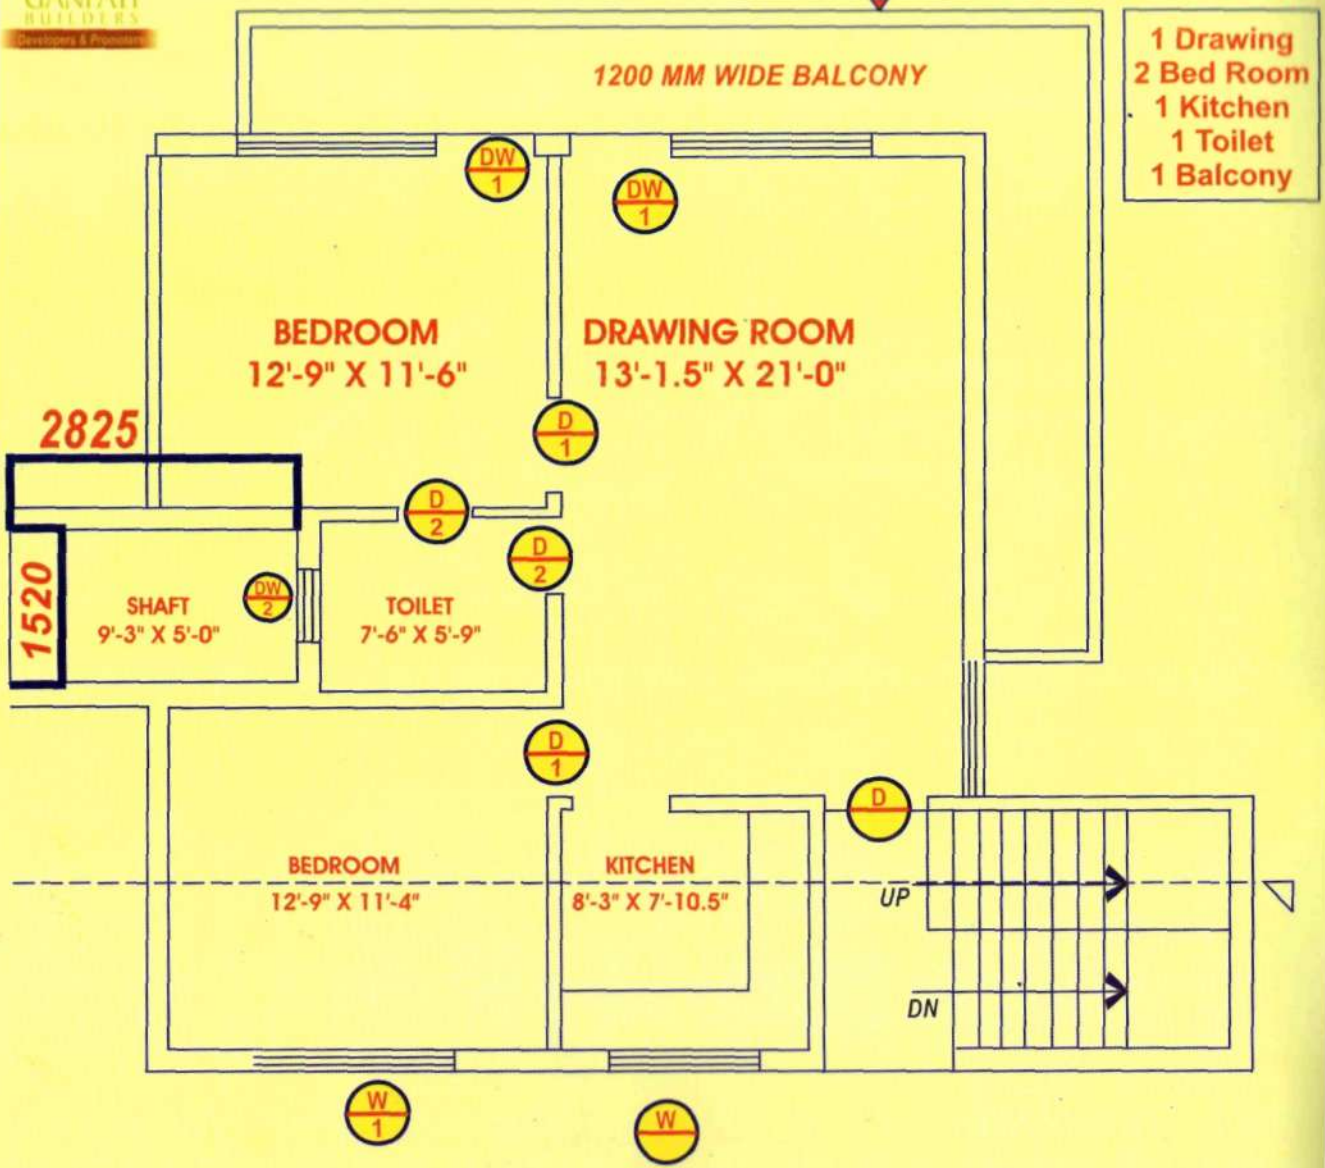 BUILDERS
Developers & Promoters
1200 MM WIDE BALCONY
1 Drawing
2 Bed Room
1 Kitchen
1 Toilet
1 Balcony
DW
1
DW
1
BEDROOM
12'-9" X 11'-6"
DRAWING ROOM
13'-1.5" X 21'-0"
D
1
2825
D
2
D
2
1520
SHAFT
9'-3" X 5'-0"
DW
2
TOILET
7'-6" X 5'-9"
D
1
D
BEDROOM
12'-9" X 11'-4"
KITCHEN
8'-3" X 7'-10.5"
UP
DN
W
1
W